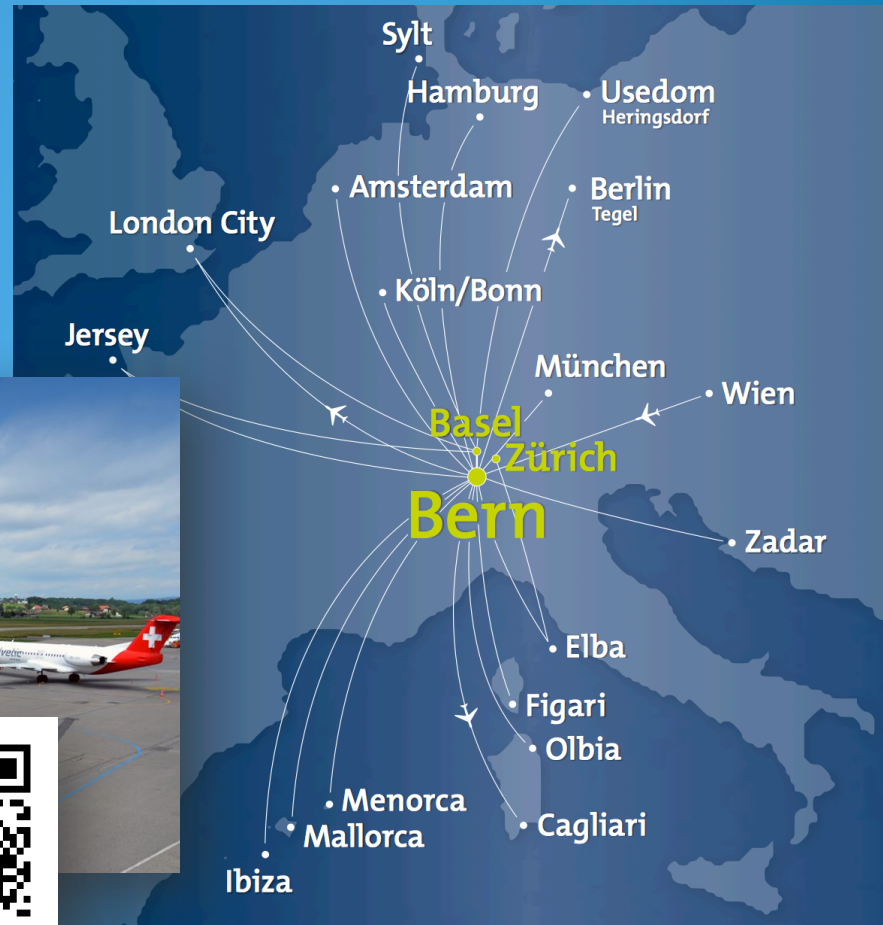 Sylt
Hamburg
Usedom
Heringsdorf
Amsterdam
Berlin
Tegel
London City
Köln/Bonn
Jersey
München
Wien
Basel
Zürich
Bern
Zadar
Elba
Figari
Olbia
Menorca
Mallorca
Cagliari
Ibiza